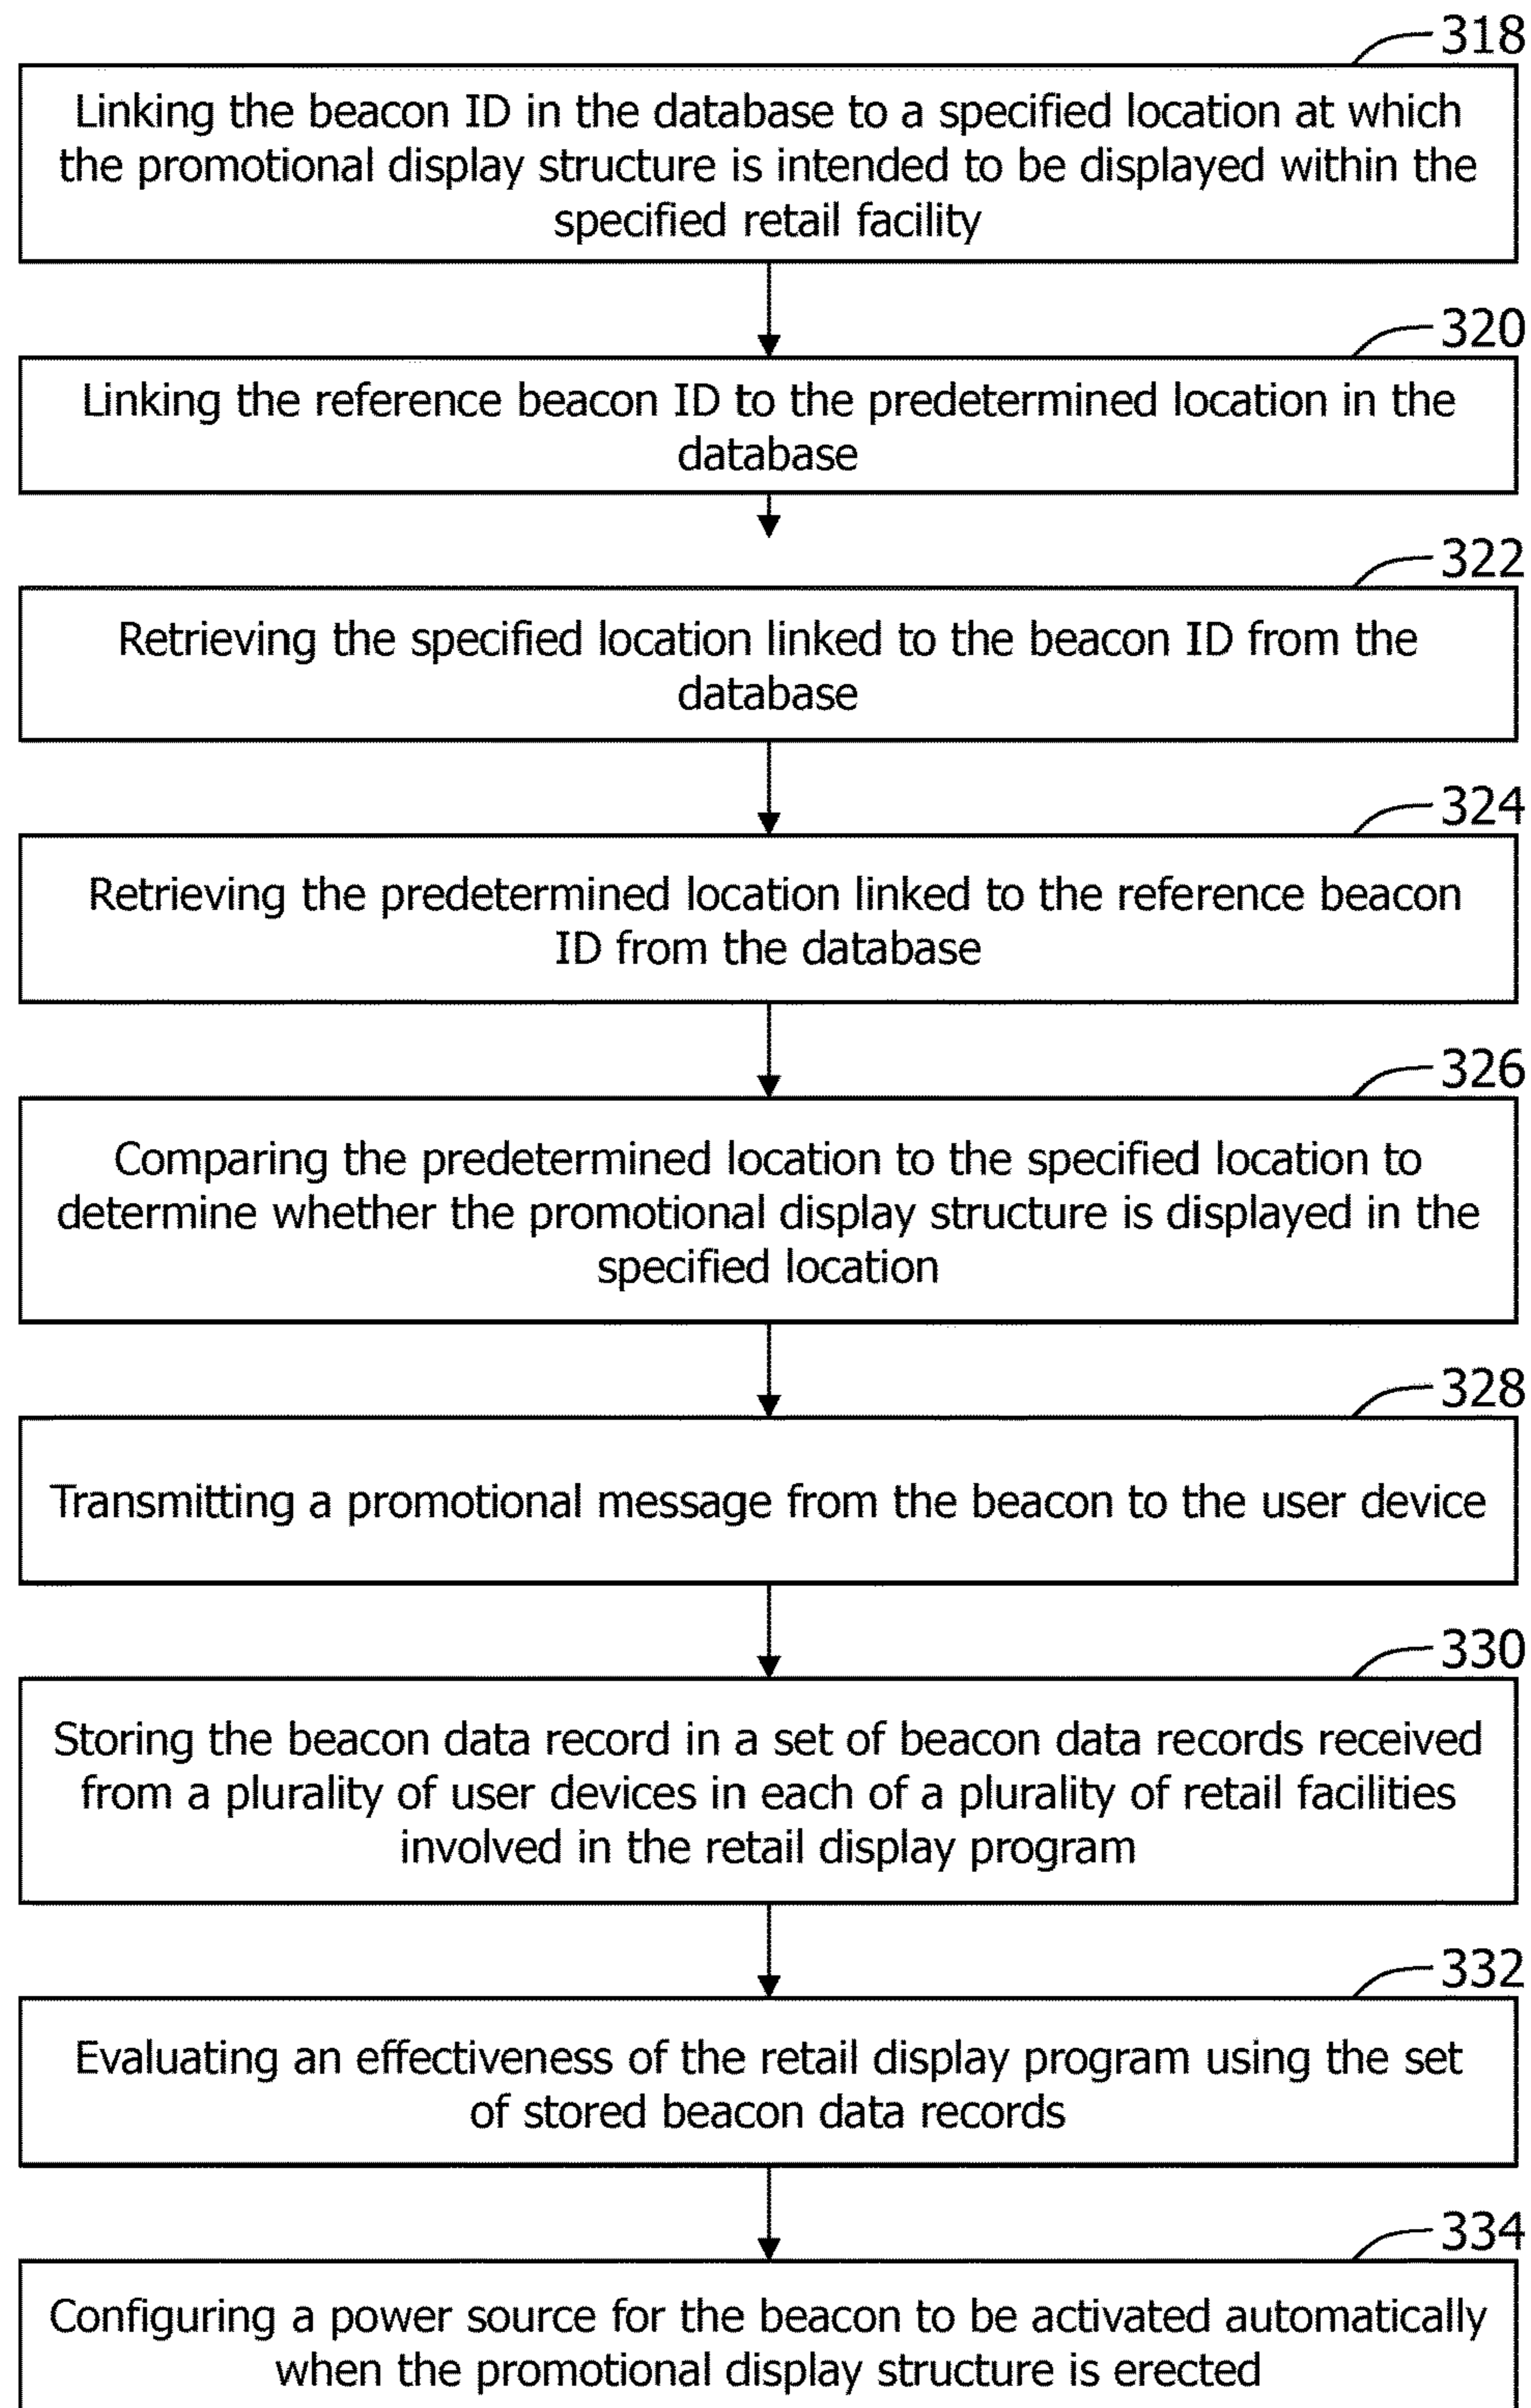 318
Linking the beacon ID in the database to a specified location at which
the promotional display structure is intended to be displayed within the
specified retail facility
320
Linking the reference beacon ID to the predetermined location in the
database
322
Retrieving the specified location linked to the beacon ID from the
database
324
Retrieving the predetermined location linked to the reference beacon
ID from the database
326
Comparing the predetermined location to the specified location to
determine whether the promotional display structure is displayed in the
specified location
328
Transmitting a promotional message from the beacon to the user device
330
Storing the beacon data record in a set of beacon data records received
from a plurality of user devices in each of a plurality of retail facilities
involved in the retail display program
332
Evaluating an effectiveness of the retail display program using the set
of stored beacon data records
334
Configuring a power source for the beacon to be activated automatically
when the promotional display structure is erected